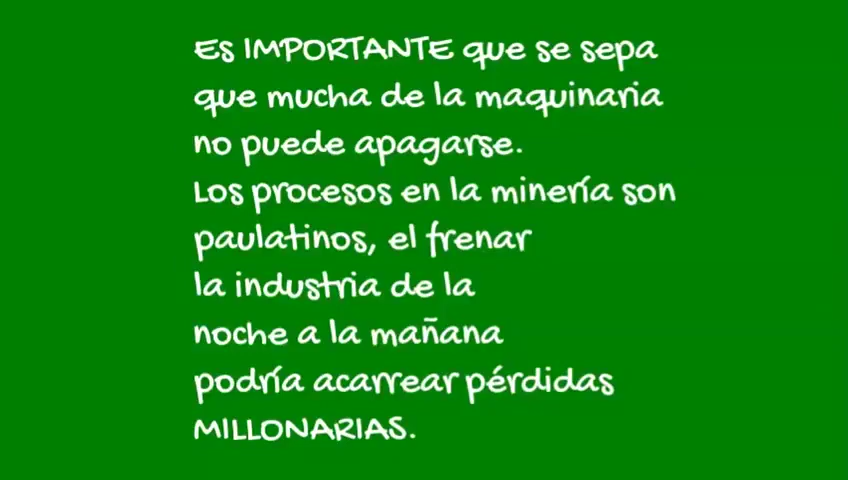 Es IMPORTANTE que se sepa
que mucha de la maquinaria
no puede apagarse.
Los procesos en la minería son
paulatinos, el frenar
la industria de la
noche a la mañana
podría acarrear pérdidas
MILLONARIAS.